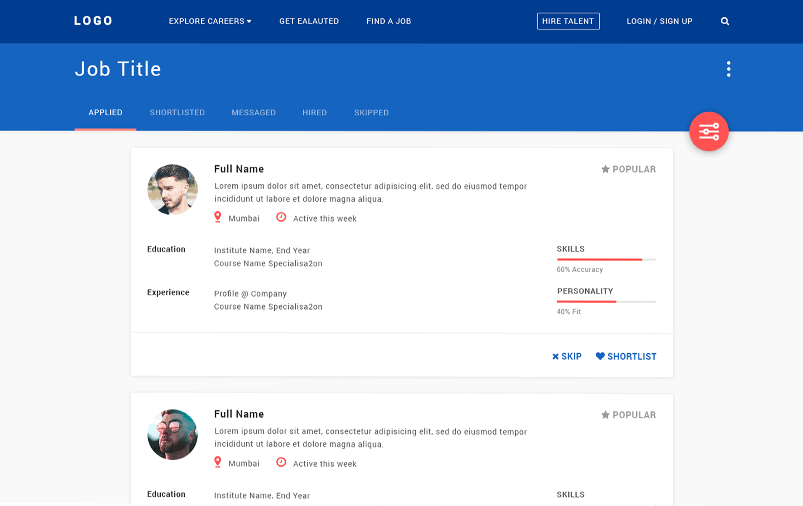 LOGO
EXPLORE CAREERS
GET EALAUTED
FIND A JOB
HIRE TALENT
LOGIN / SIGN UP
Job Title
APPLIED
SHORTLISTED
MESSAGED
HIRED
SKIPPED
Full Name
POPULAR
Lorem ipsum dolor sit amet, consectetur adipisicing elit, sed do eiusmod tempor
incididunt ut labore et dolore magna aliqua.
Mumbai
Active this week
Education
Institute Name, End Year
Course Name Specialisa2on
SKILLS
60% Accuracy
Experience
Profile @ Company
Course Name Specialisa2on
PERSONALITY
40% Fit
SKIP
SHORTLIST
Full Name
POPULAR
Lorem ipsum dolor sit amet, consectetur adipisicing elit, sed do eiusmod tempor
incididunt ut labore et dolore magna aliqua.
Mumbai
Active this week
Education
Institute Name, End Year
SKILLS